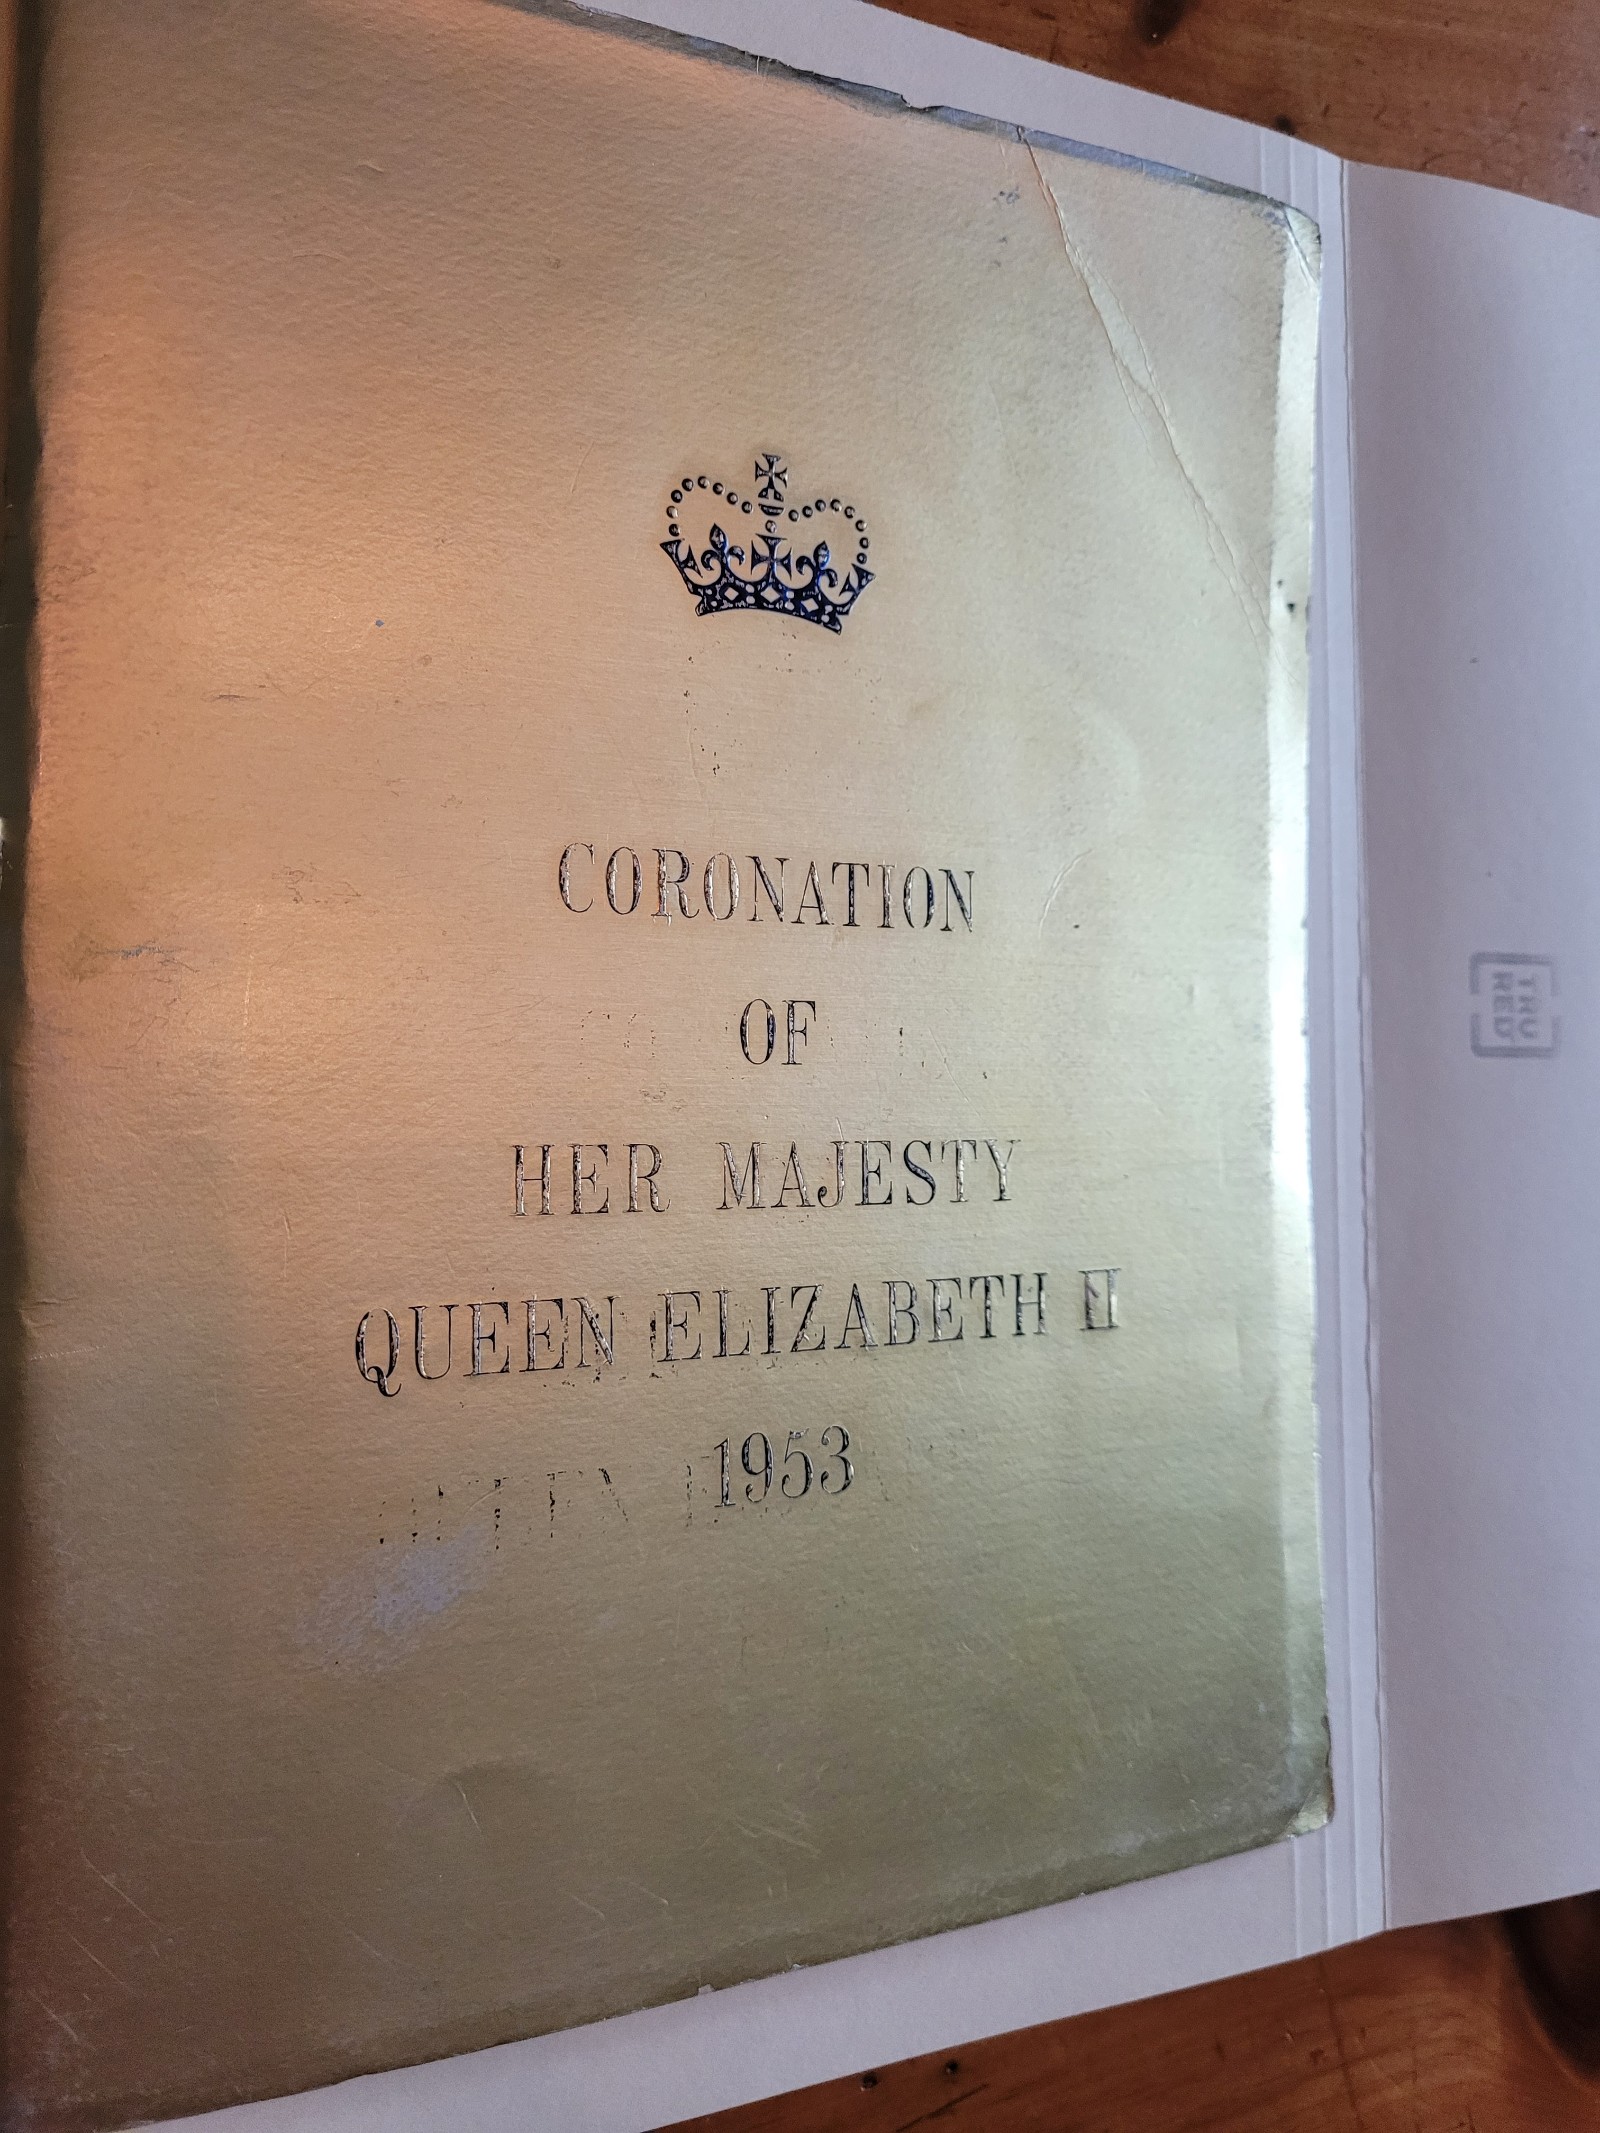 CORONATION
OF
HER MAJESTY
QUEEN ELIZABETH II
1953
TRU
RED